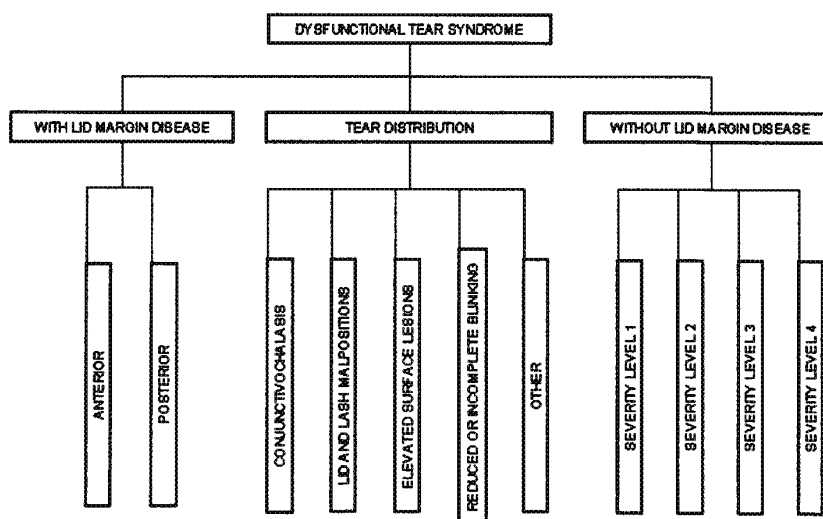 DYSFUNCTIONAL TEAR SYNDROME
WITH LID MARGIN DISEASE
TEAR DISTRIBUTION
WITHOUT LID MARGIN DISEASE
ANTERIOR
POSTERIOR
CONJUNCTIVOCHALASIS
LID AND LASH MALPOSITIONS
ELEVATED SURFACE LESIONS
REDUCED OR INCOMPLETE BLINKING
OTHER
SEVERITY LEVEL 1
SEVERITY LEVEL 2
SEVERITY LEVEL 3
SEVERITY LEVEL 4